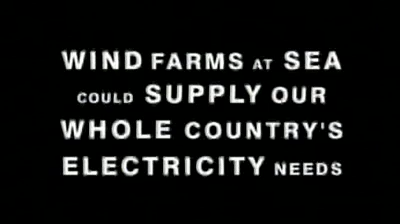 WIND FARMS AT SEA
COULD SUPPLY OUR
WHOLE COUNTRY'S
ELECTRICITY NEEDS